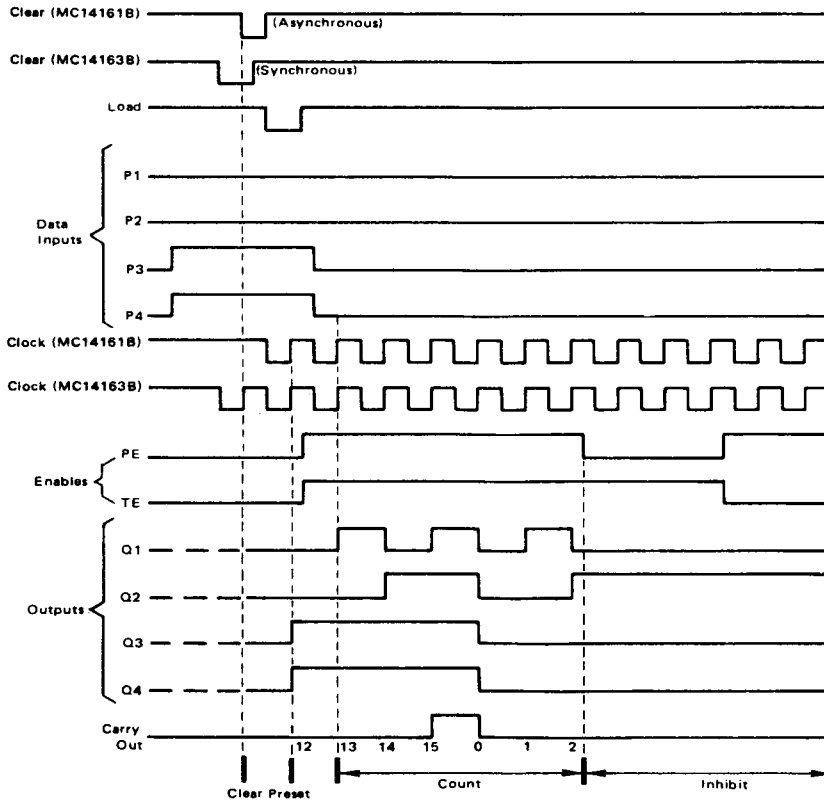 Clear (MC14161B)
(Asynchronous)
Clear (MC14163B)
(Synchronous)
Load
P1
P2
Data
Inputs
P3
P4
Clock (MC14161B)
Clock (MC14163B)
PE
Enables
TE
Q1
Q2
Outputs
Q3
Q4
Carry
Out
12 13 14 15 0 1 2
Clear Preset
Count
Inhibit